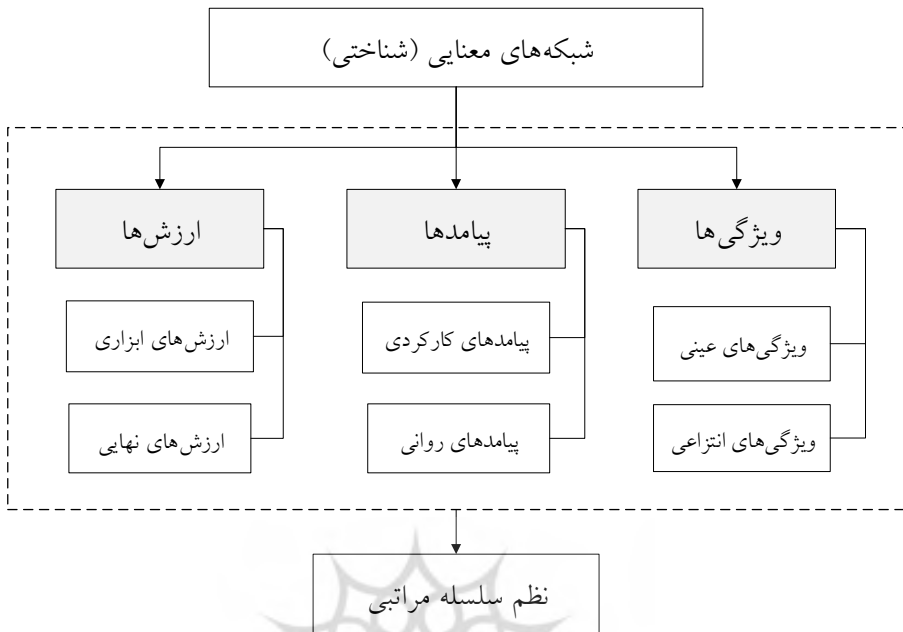 شبکه‌های معنایی (شناختی)
ویژگی‌ها
پیامدها
ارزش‌ها
ویژگی‌های عینی
پیامدهای کارکردی
ارزش‌های ابزاری
ویژگی‌های انتزاعی
پیامدهای روانی
ارزش‌های نهایی
نظم سلسله مراتبی